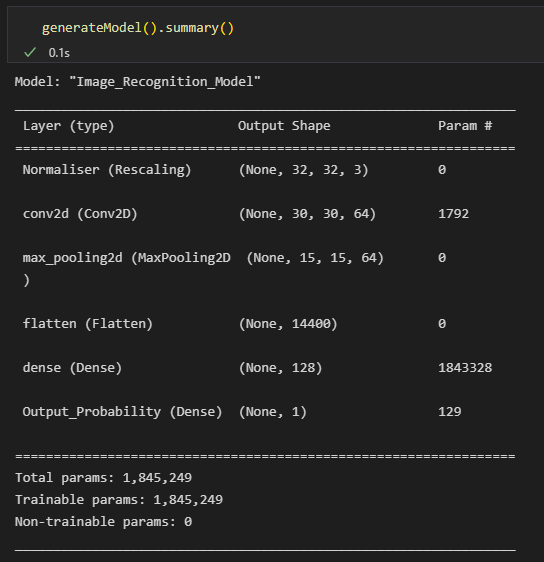 generateModel().summary()
0.1s
Model: "Image_Recognition_Model"
_________________________________________________________________
Layer (type) Output Shape Param #
=================================================================
Normaliser (Rescaling) (None, 32, 32, 3) 0
conv2d (Conv2D) (None, 30, 30, 64) 1792
max_pooling2d (MaxPooling2D (None, 15, 15, 64) 0
)
flatten (Flatten) (None, 14400) 0
dense (Dense) (None, 128) 1843328
Output_Probability (Dense) (None, 1) 129
=================================================================
Total params: 1,845,249
Trainable params: 1,845,249
Non-trainable params: 0
_________________________________________________________________